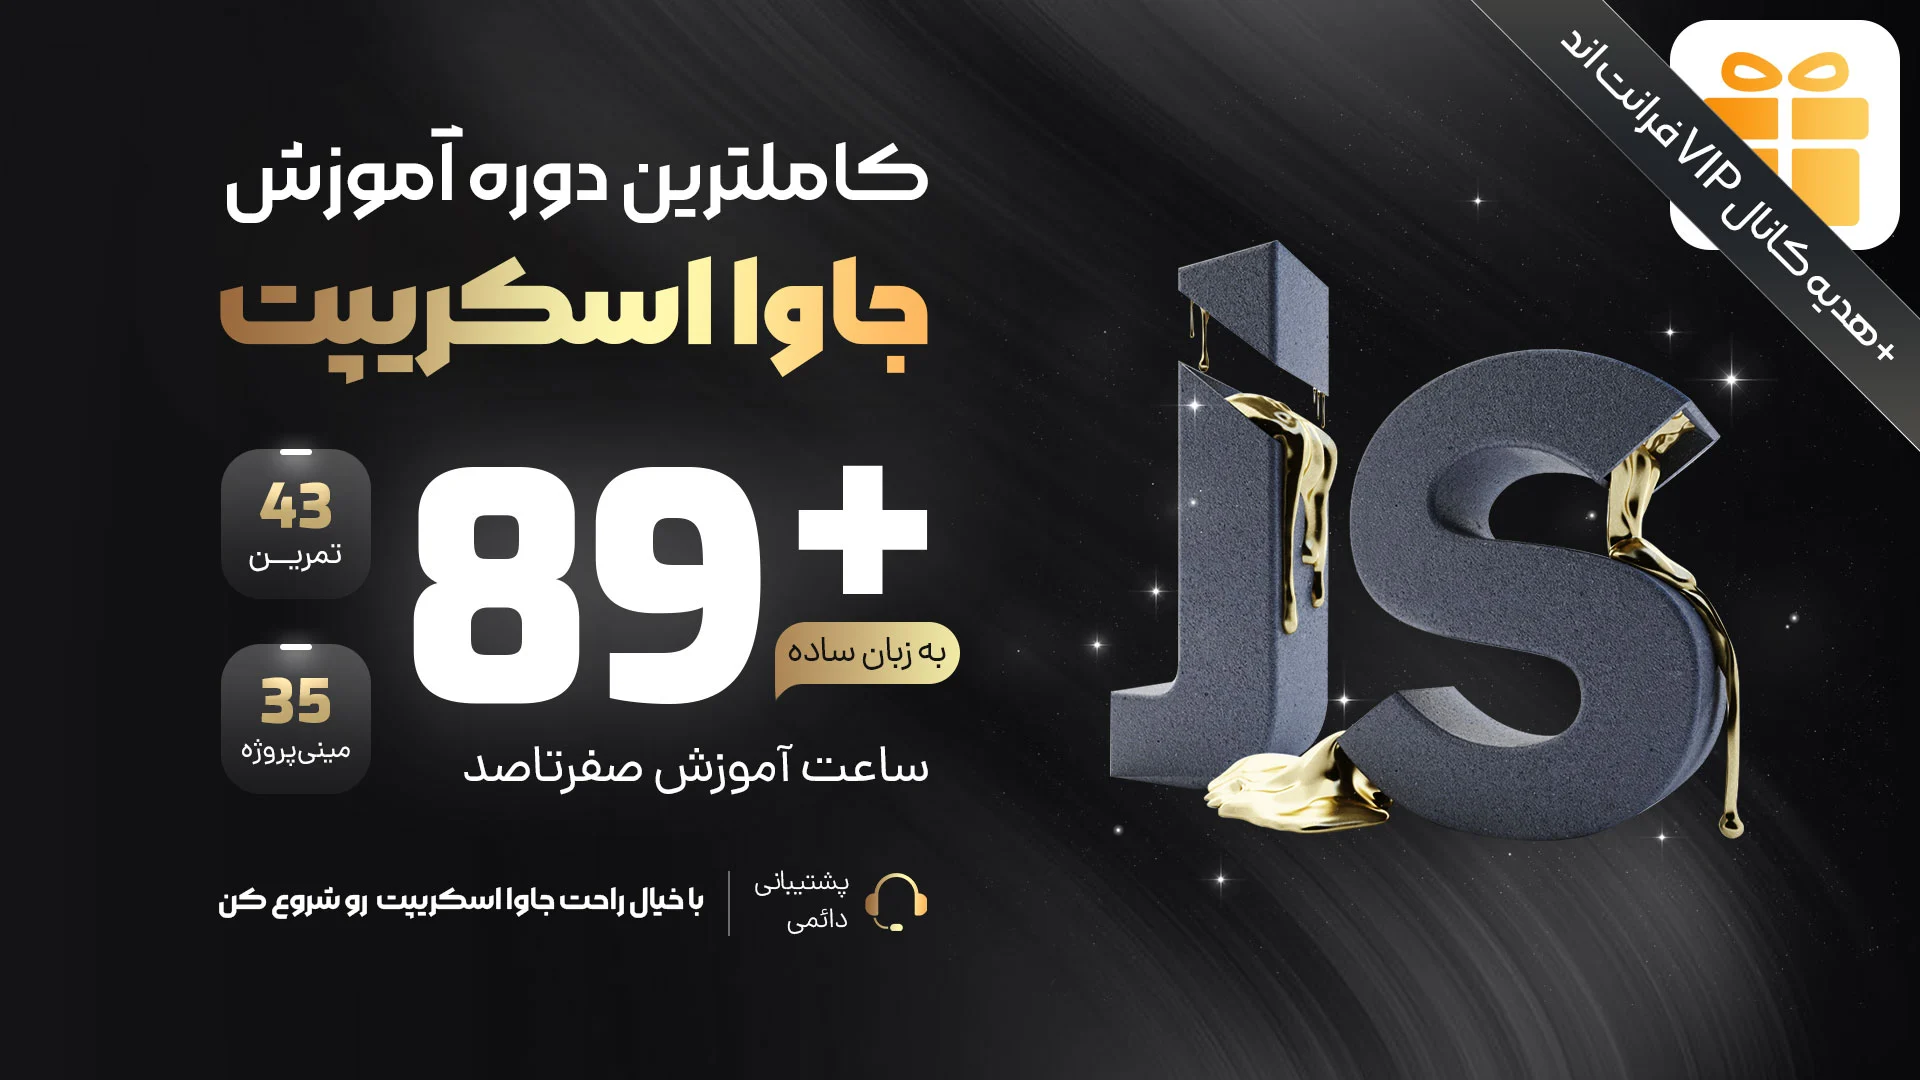 +هدیه کانال VIP فرانت اند
کاملترین دوره آموزش
جاوا اسکریپت
89+
به زبان ساده
ساعت آموزش صفرتاصد
43
تمریـن
35
مینی‌پروژه
پشتیبانی
دائمی
با خیال راحت جاوا اسکریپت رو شروع کن
JS